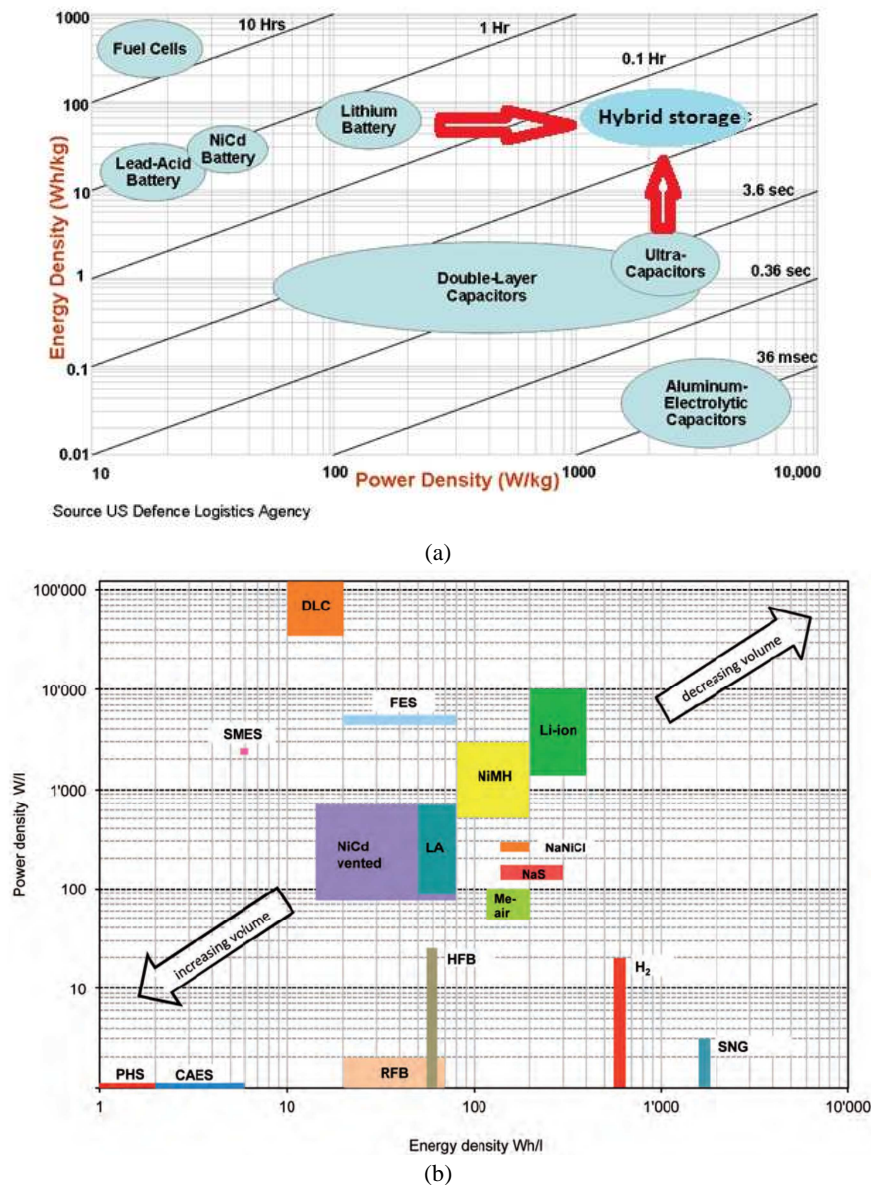 1000
10 Hrs
1 Hr
0.1 Hr
Fuel Cells
100
Lithium
Battery
Hybrid storage
NiCd
Battery
Lead-Acid
Battery
10
3.6 sec
Ultra-
Capacitors
1
Double-Layer
Capacitors
0.36 sec
0.1
36 msec
Aluminum-
Electrolytic
Capacitors
0.01
10
100
1000
10,000
Energy Density (Wh/kg)
Power Density (W/kg)
Source US Defence Logistics Agency
(a)
100'000
DLC
decreasing volume
10'000
FES
SMES
Li-ion
NiMH
1'000
Power density W/l
NiCd
vented
LA
NaNiCl
NaS
100
Me-
air
increasing volume
HFB
H₂
10
SNG
PHS
CAES
RFB
1
10
100
1'000
10'000
Energy density Wh/l
(b)